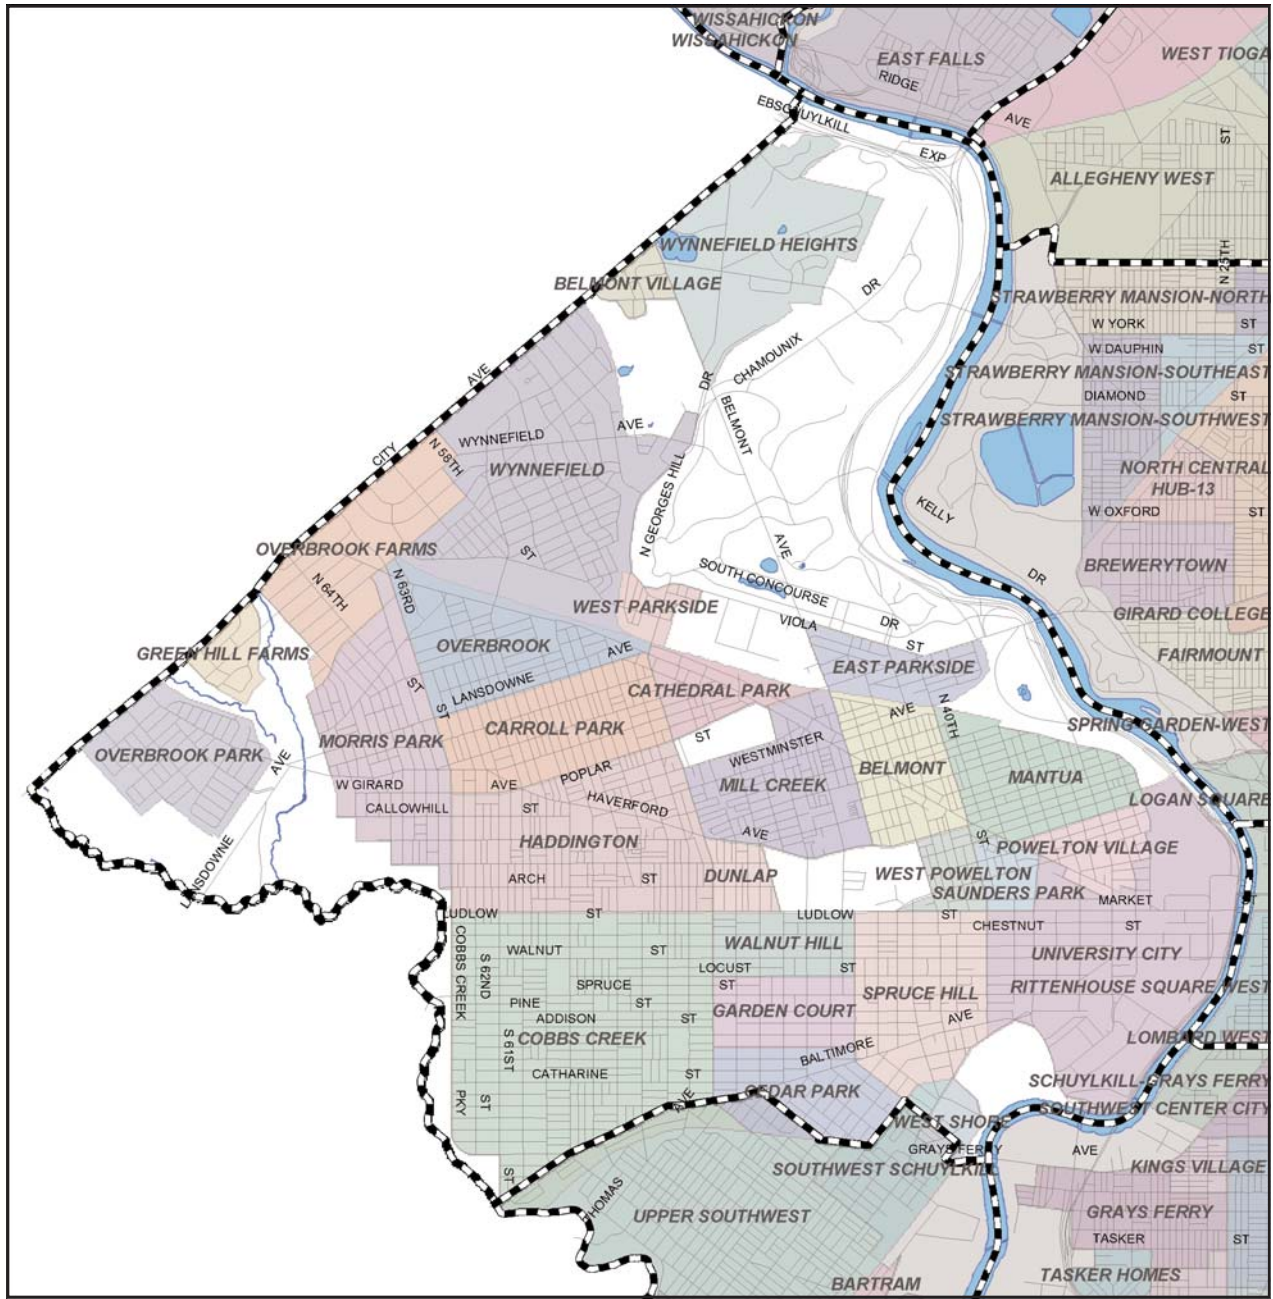 WISSAHICKON
WISSAHICKON
EAST FALLS
WEST TIOGA
RIDGE
AVE
EBSCHUYLKILL
EXP
ST
ALLEGHENY WEST
WYNNEFIELD HEIGHTS
N 25TH
BELMONT VILLAGE
DR
STRAWBERRY MANSION-NORTH
W YORK
ST
W DAUPHIN
ST
CHAMOUNIX
STRAWBERRY MANSION-SOUTHEAST
AVE
DR
DIAMOND
ST
BELMONT
STRAWBERRY MANSION-SOUTHWEST
AVE
WYNNEFIELD
CITY
N 58TH
WYNNEFIELD
NORTH CENTRAL
HUB-13
N GEORGES HILL
KELLY
W OXFORD
ST
OVERBROOK FARMS
ST
AVE
SOUTH CONCOURSE
BREWERYTOWN
DR
N 64TH
N 63RD
WEST PARKSIDE
GIRARD COLLEGE
VIOLA
DR
ST
OVERBROOK
AVE
GREEN HILL FARMS
FAIRMOUNT
EAST PARKSIDE
ST
LANSDOWNE
CATHEDRAL PARK
ST
AVE
N 40TH
SPRING GARDEN-WEST
CARROLL PARK
MORRIS PARK
ST
WESTMINSTER
OVERBROOK PARK
AVE
BELMONT
MANTUA
W GIRARD
AVE
POPLAR
MILL CREEK
LOGAN SQUARE
CALLOWHILL
ST
HAVERFORD
AVE
ST
HADDINGTON
POWELTON VILLAGE
ARCH
ST
DUNLAP
WEST POWELTON
SAUNDERS PARK
MARKET
ST
LUDLOW
ST
LUDLOW
ST
CHESTNUT
ST
COBBS CREEK
WALNUT
ST
WALNUT HILL
UNIVERSITY CITY
S 62ND
LOCUST
ST
ST
SPRUCE
SPRUCE HILL
RITTENHOUSE SQUARE WEST
PINE
ST
GARDEN COURT
ADDISON
ST
AVE
S 61ST
COBBS CREEK
BALTIMORE
LOMBARD WEST
CATHARINE
ST
SCHUYLKILL-GRAYS FERRY
PKY
ST
AVE
CEDAR PARK
SOUTHWEST CENTER CITY
WEST SHORE
GRAYS FERRY
AVE
SOUTHWEST SCHUYLKILL
KINGS VILLAGE
ST
THOMAS
UPPER SOUTHWEST
GRAYS FERRY
TASKER
ST
BARTRAM
TASKER HOMES